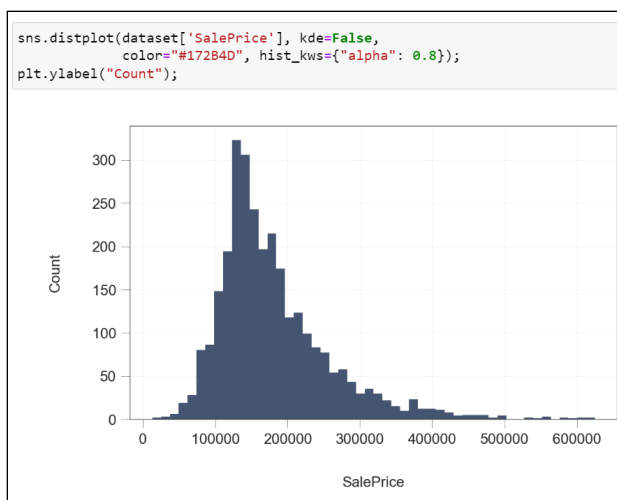 sns.distplot(dataset['SalePrice'], kde=False,
color="#172B4D", hist_kws={"alpha": 0.8});
plt.ylabel("Count");
300
250
200
150
100
50
0
Count
0 100000 200000 300000 400000 500000 600000
SalePrice